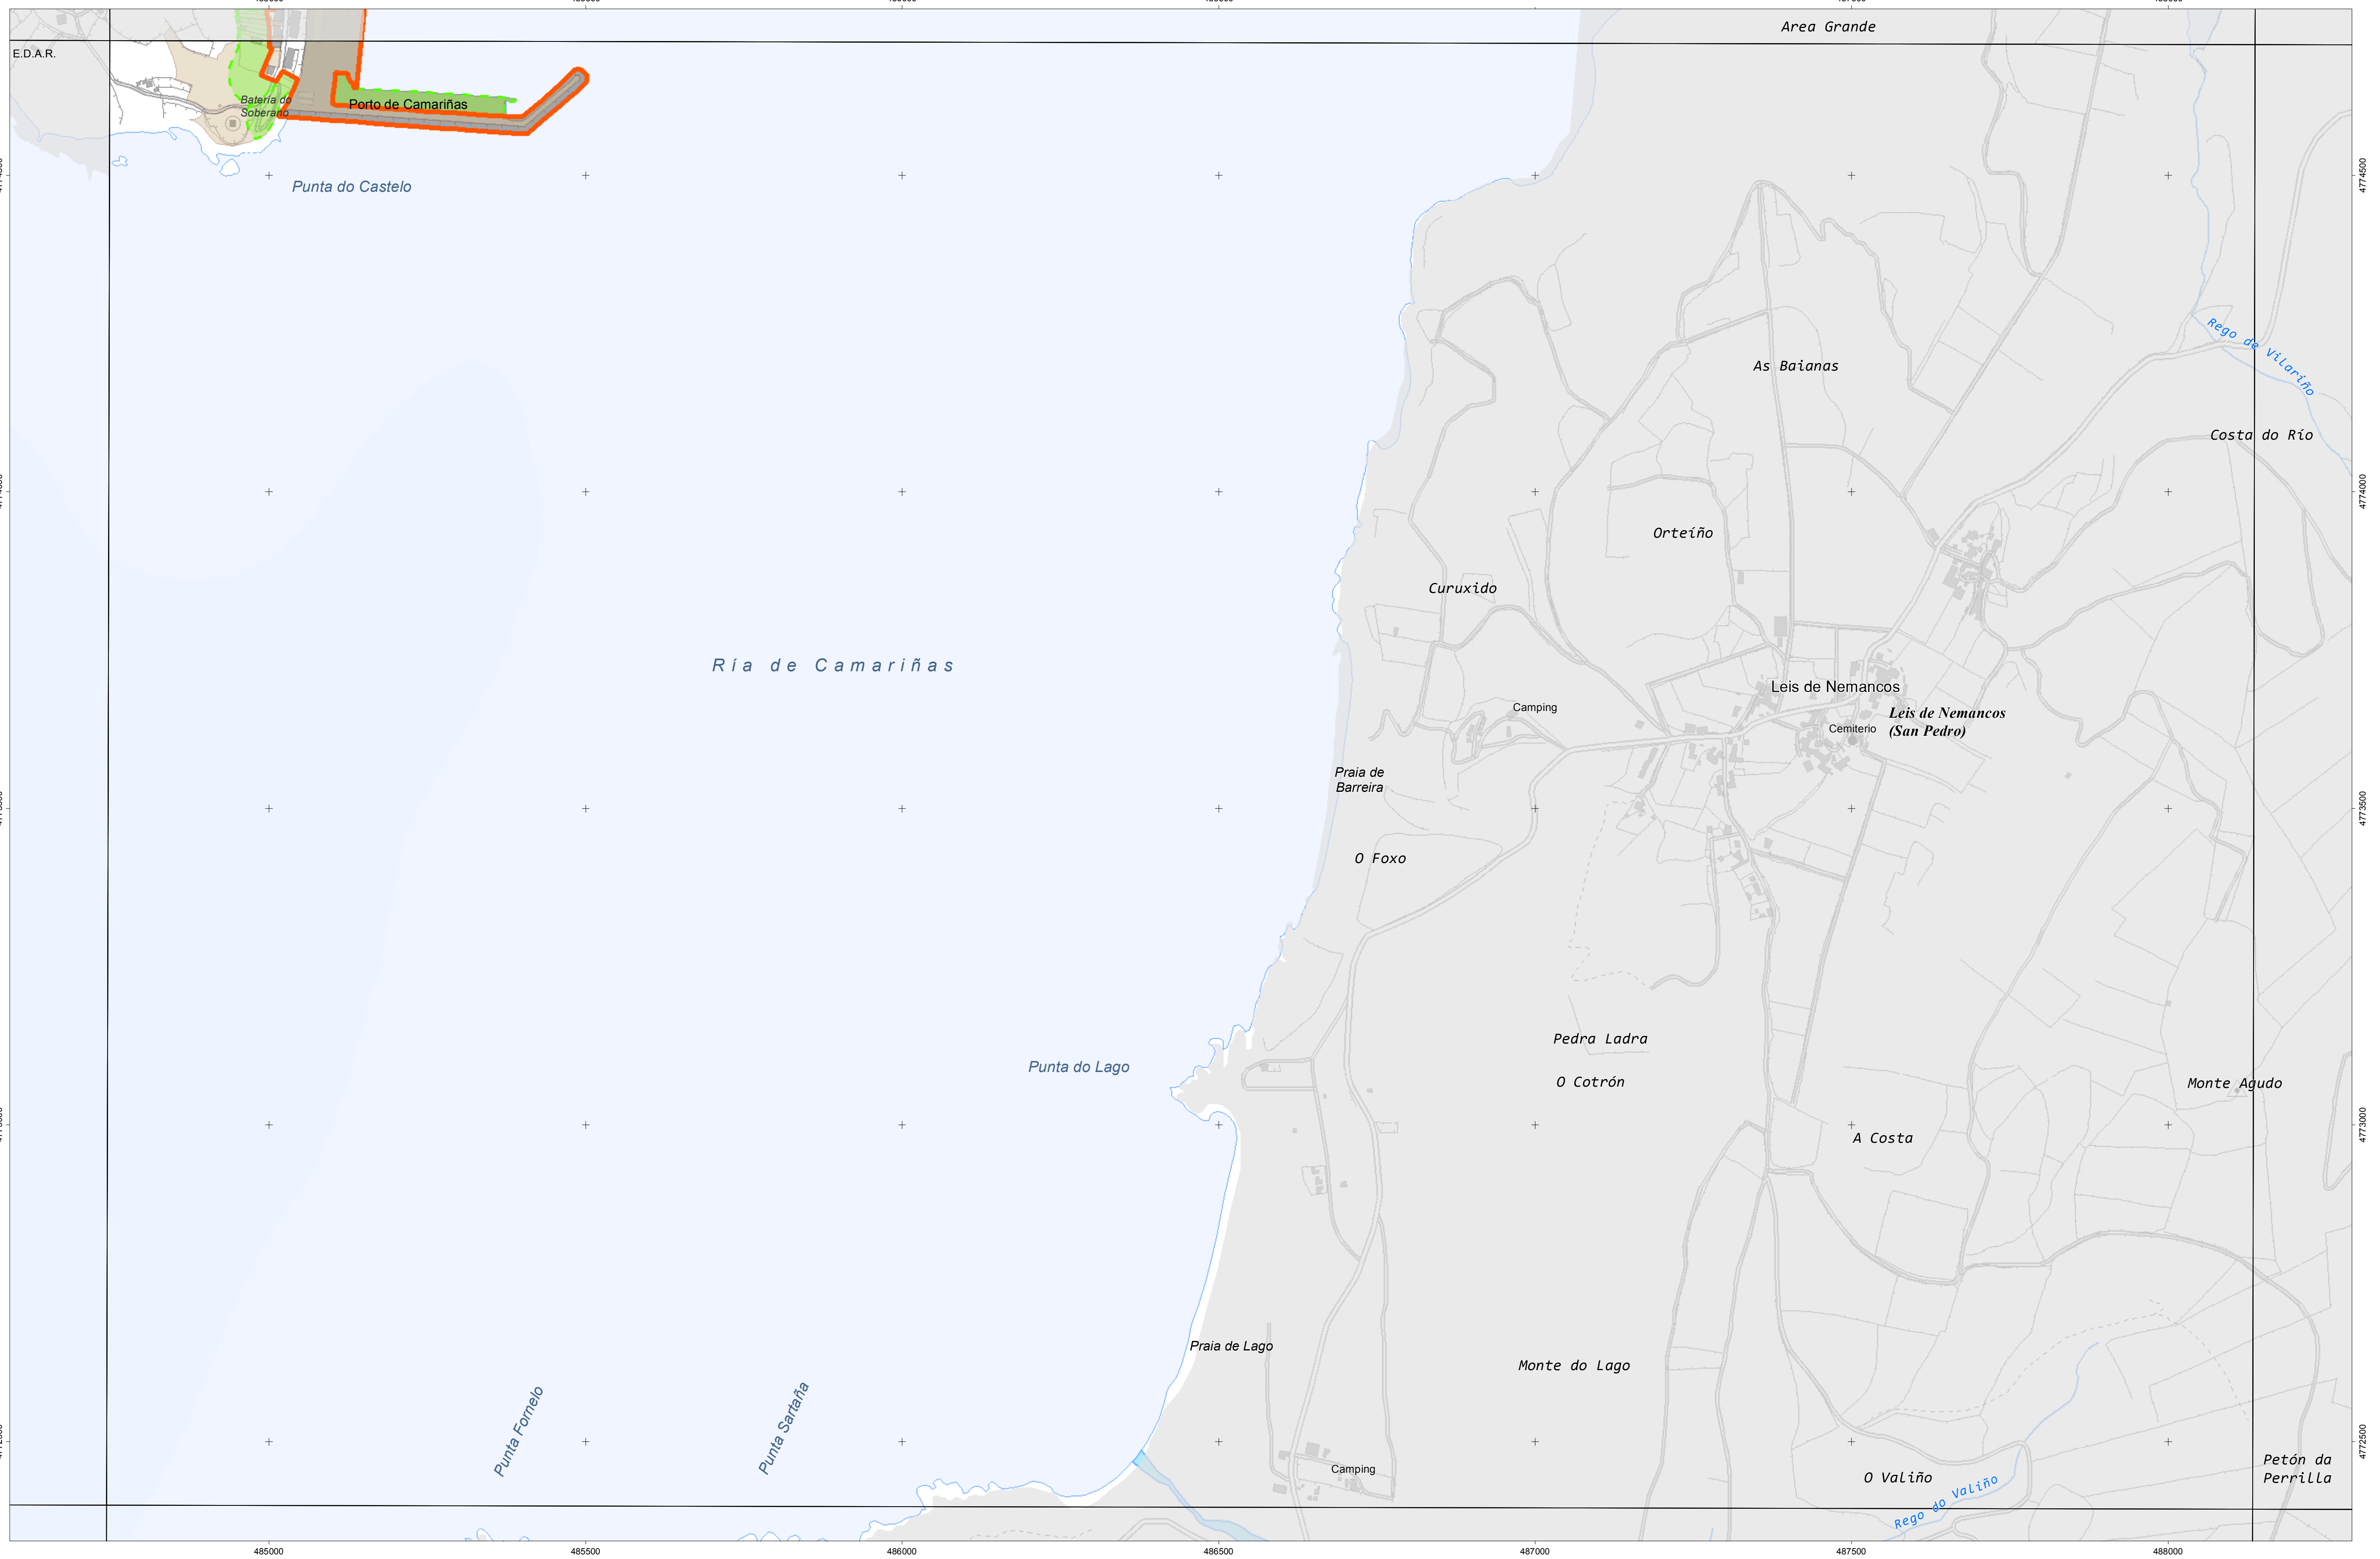 Area Grande
E.D.A.R.
Batería do
Soberano
Porto de Camariñas
Punta do Castelo
4774500
Rego de Vilariño
As Baianas
Costa do Río
4774000
Orteíño
Curuxido
Ría de Camariñas
Leis de Nemancos
Camping
Leis de Nemancos
(San Pedro)
Cemiterio
Praia de
Barreira
4773500
O Foxo
Pedra Ladra
Punta do Lago
O Cotrón
Monte Agudo
4773000
A Costa
Praia de Lago
Monte do Lago
Punta Fornelo
Punta Sartaña
4772500
Camping
O Valiño
Petón da
Perrilla
Rego do Valiño
485000
485500
486000
486500
487000
487500
488000